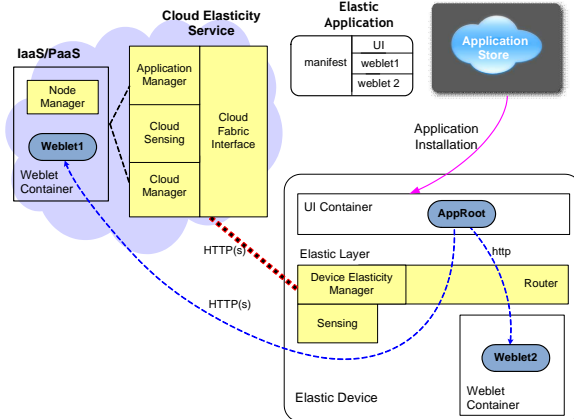 Cloud Elasticity
Service
IaaS/PaaS
Node
Manager
Weblet1
Weblet
Container
Application
Manager
Cloud
Sensing
Cloud
Manager
Cloud
Fabric
Interface
Elastic
Application
manifest
UI
weblet1
weblet 2
Application
Store
Application
Installation
HTTP(s)
HTTP(s)
UI Container
AppRoot
http
Elastic Layer
Device Elasticity
Manager
Router
Sensing
Weblet2
Weblet
Container
Elastic Device